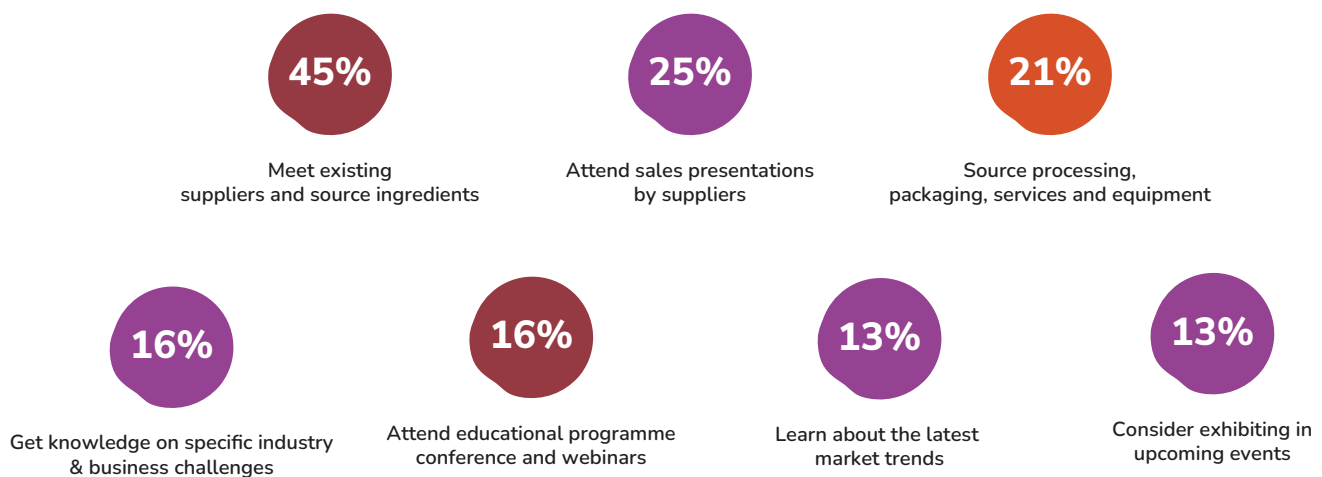 45%
Meet existing
suppliers and source ingredients
25%
Attend sales presentations
by suppliers
21%
Source processing,
packaging, services and equipment
16%
Get knowledge on specific industry
& business challenges
16%
Attend educational programme
conference and webinars
13%
Learn about the latest
market trends
13%
Consider exhibiting in
upcoming events